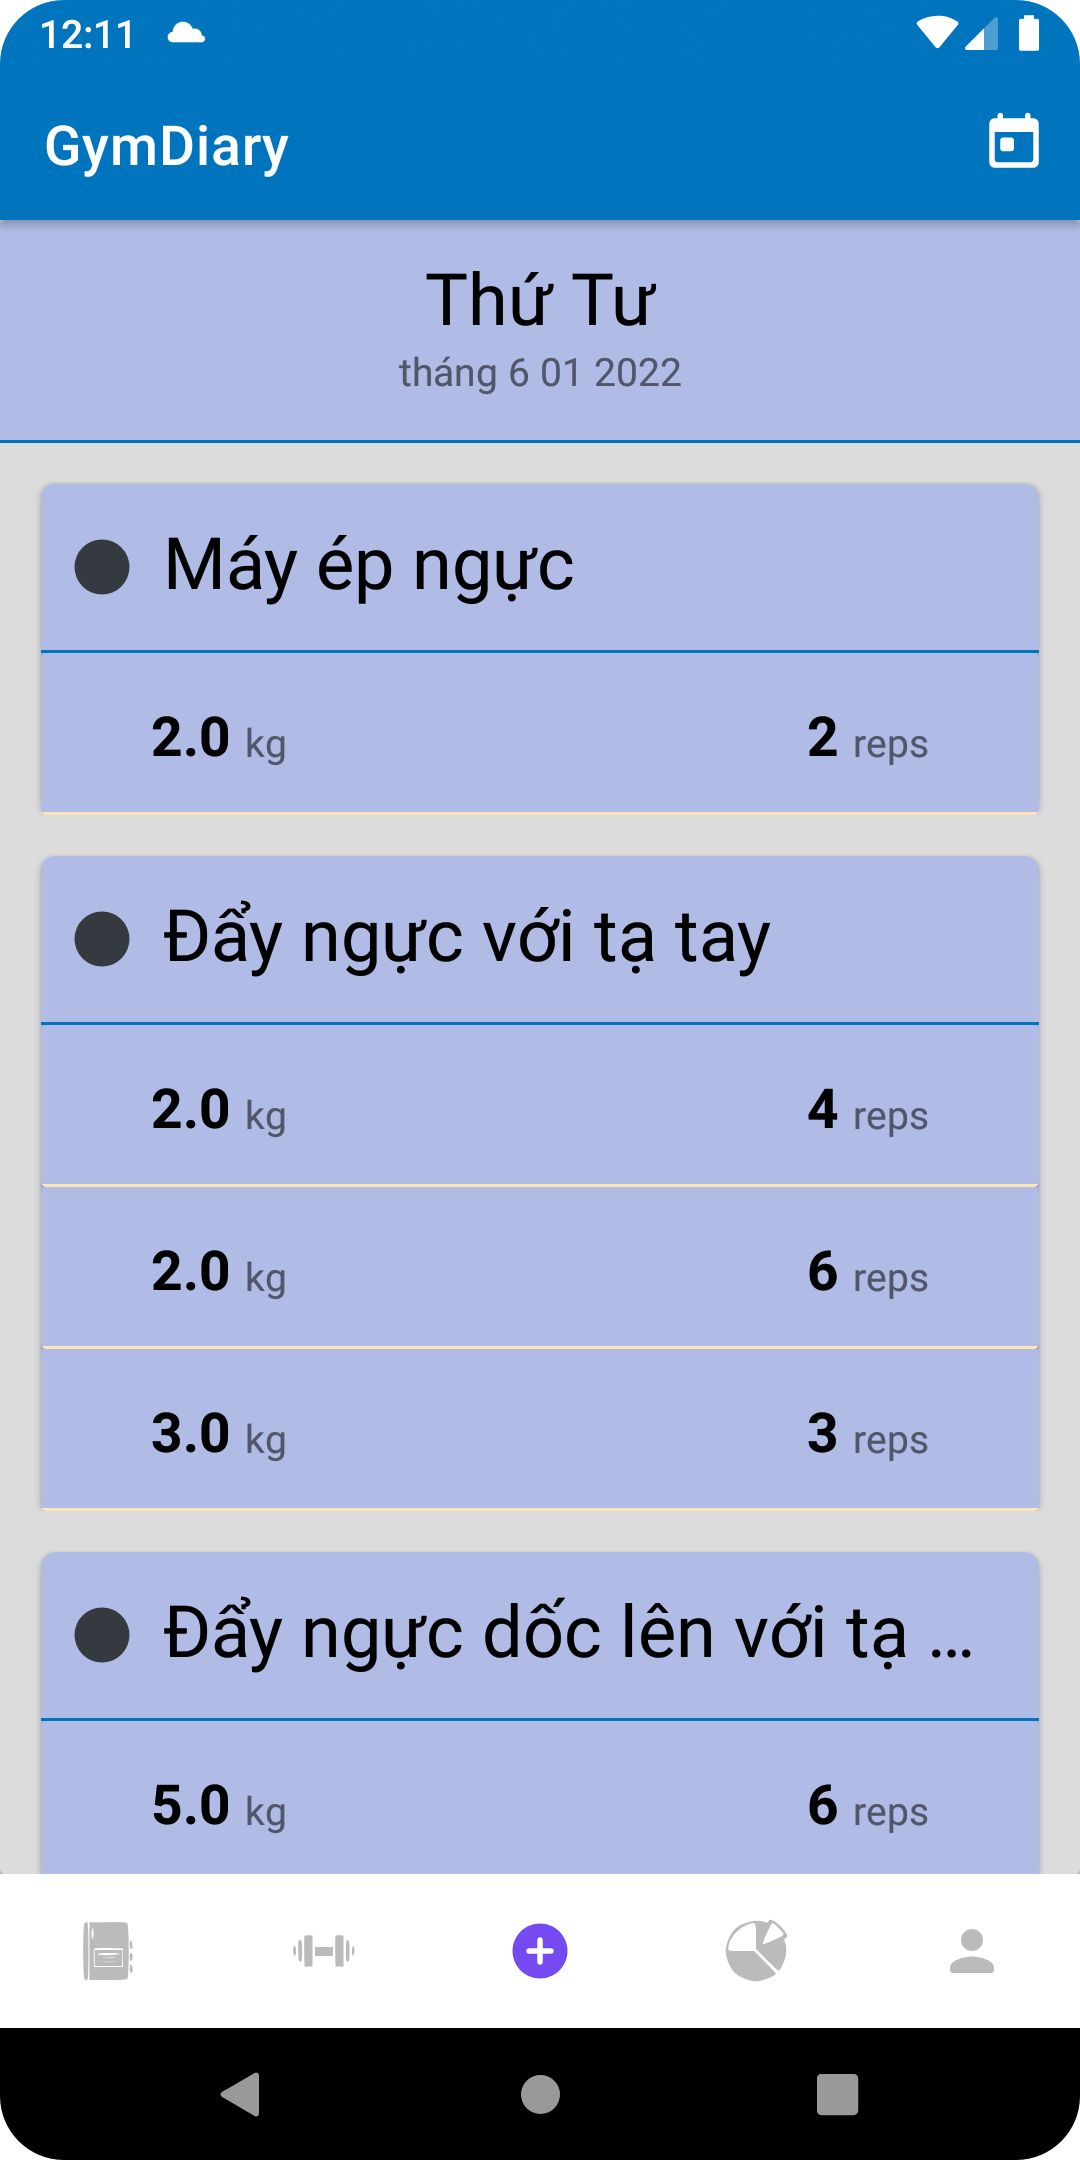 12:11
GymDiary
Thứ Tư
tháng 6 01 2022
Máy ép ngực
2.0 kg 2 reps
Đẩy ngực với tạ tay
2.0 kg 4 reps
2.0 kg 6 reps
3.0 kg 3 reps
Đẩy ngực dốc lên với tạ ...
5.0 kg 6 reps